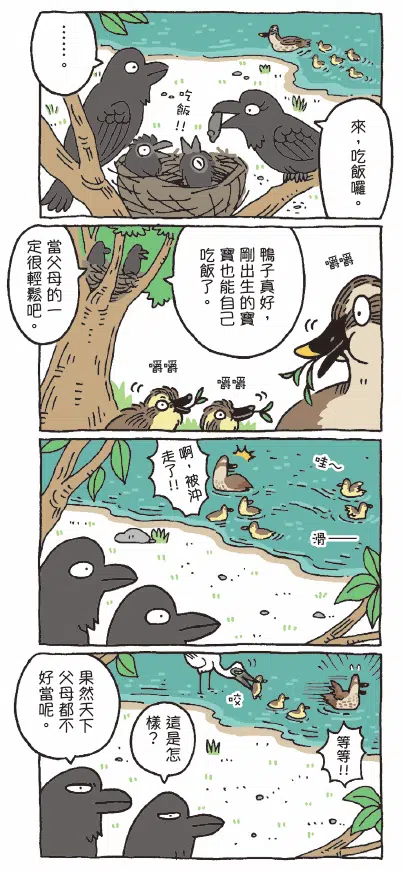 來，吃飯囉。
吃飯!!
……。
嚼嚼
鴨子真好，
剛出生的寶
寶也能自己
吃飯了。
當父母的一
定很輕鬆吧。
嚼嚼
嚼嚼
哇～
滑——
啊，被沖
走了!!
等等!!
咬
這是怎
樣？
果然天下
父母都不
好當呢。